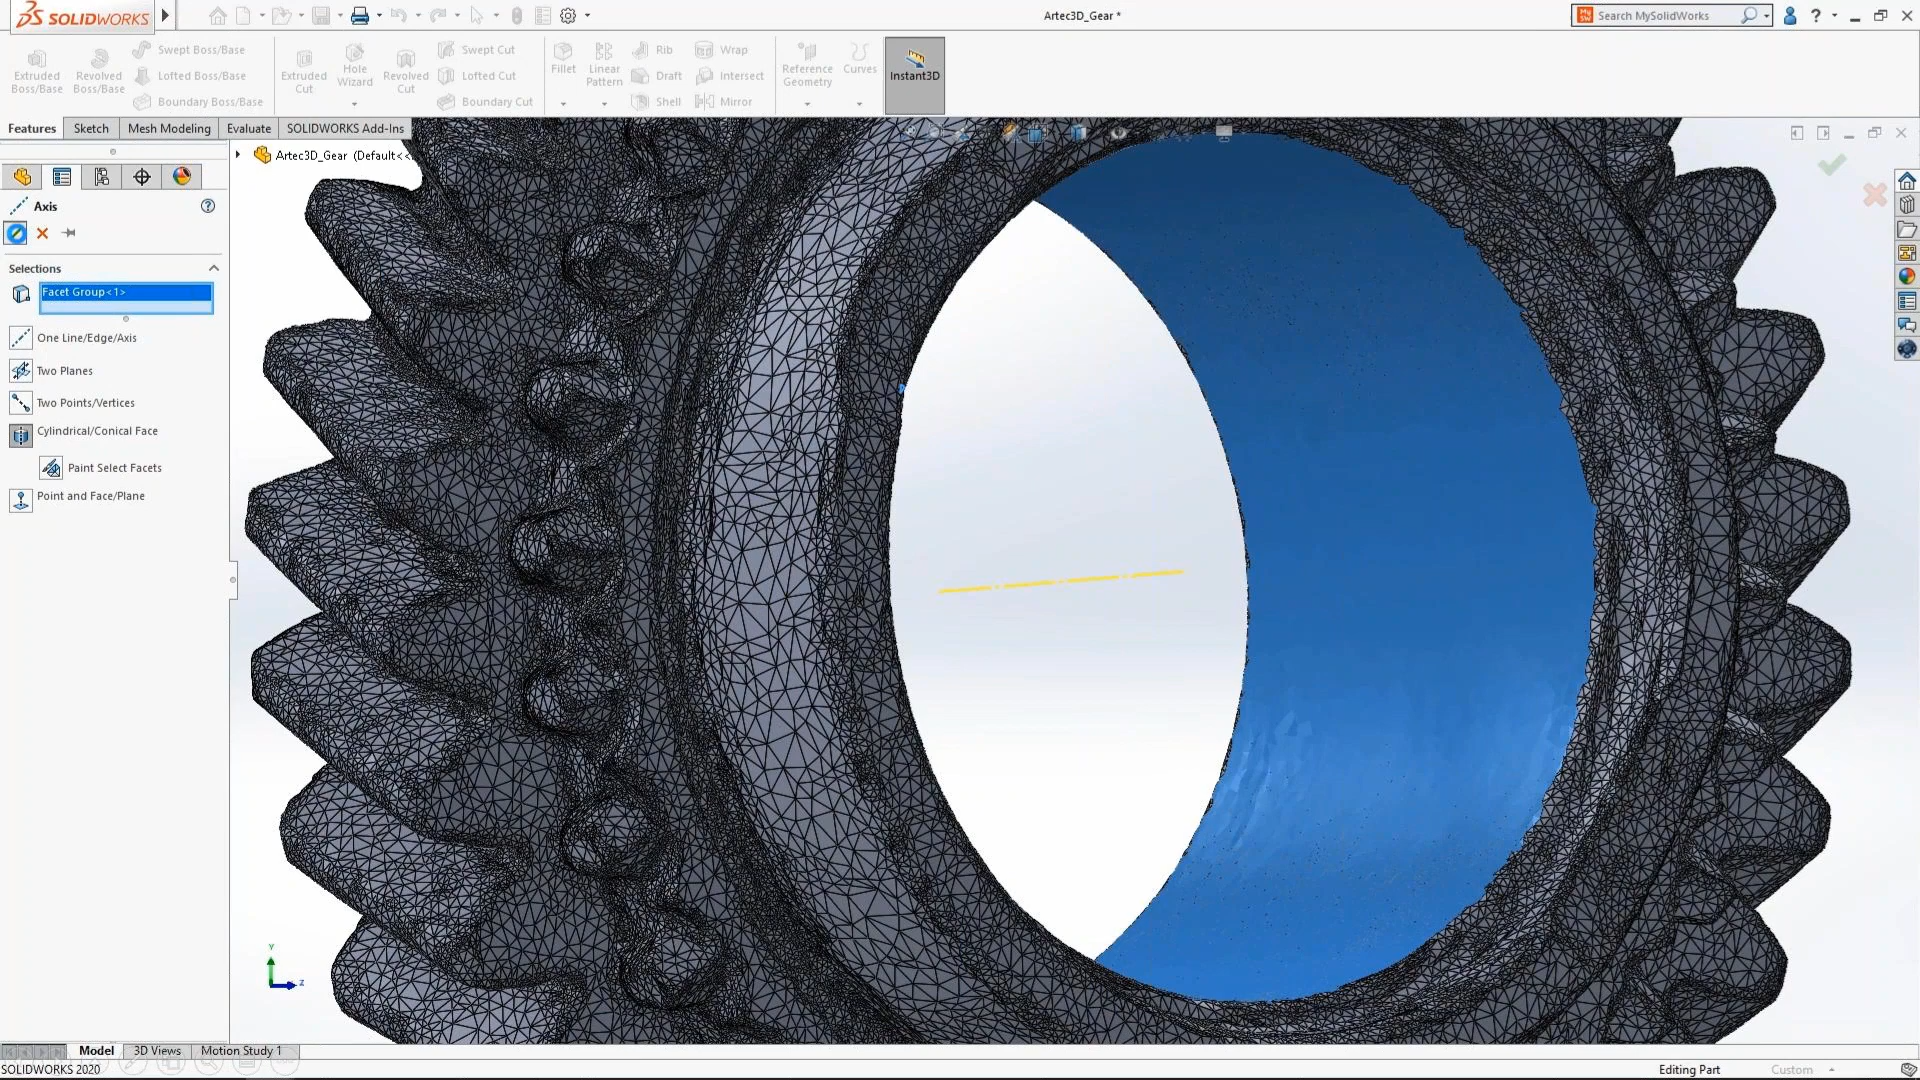 SOLIDWORKS
Artec3D_Gear *
Search MySolidWorks
Extruded Boss/Base
Revolved Boss/Base
Swept Boss/Base
Lofted Boss/Base
Boundary Boss/Base
Extruded Cut
Hole Wizard
Revolved Cut
Swept Cut
Lofted Cut
Boundary Cut
Fillet
Linear Pattern
Rib
Draft
Shell
Wrap
Intersect
Mirror
Reference Geometry
Curves
Instant3D
Features
Sketch
Mesh Modeling
Evaluate
SOLIDWORKS Add-Ins
Artec3D_Gear (Default<<
Axis
Selections
Facet Group<1>
One Line/Edge/Axis
Two Planes
Two Points/Vertices
Cylindrical/Conical Face
Paint Select Facets
Point and Face/Plane
Y
Z
Model
3D Views
Motion Study 1
SOLIDWORKS 2020
Editing Part
Custom